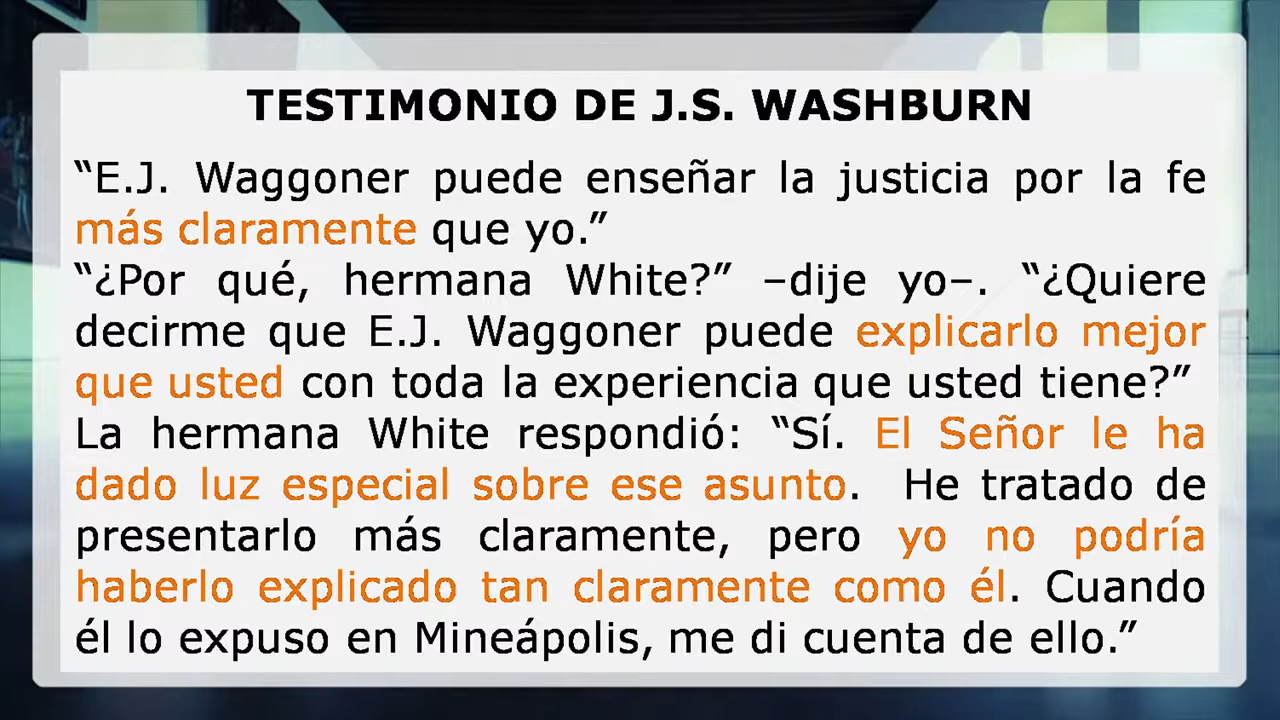 TESTIMONIO DE J.S. WASHBURN
“E.J. Waggoner puede enseñar la justicia por la fe
más claramente que yo.”
“¿Por qué, hermana White?” –dije yo–. “¿Quiere
decirme que E.J. Waggoner puede explicarlo mejor
que usted con toda la experiencia que usted tiene?”
La hermana White respondió: “Sí. El Señor le ha
dado luz especial sobre ese asunto. He tratado de
presentarlo más claramente, pero yo no podría
haberlo explicado tan claramente como él. Cuando
él lo expuso en Mineápolis, me di cuenta de ello.”